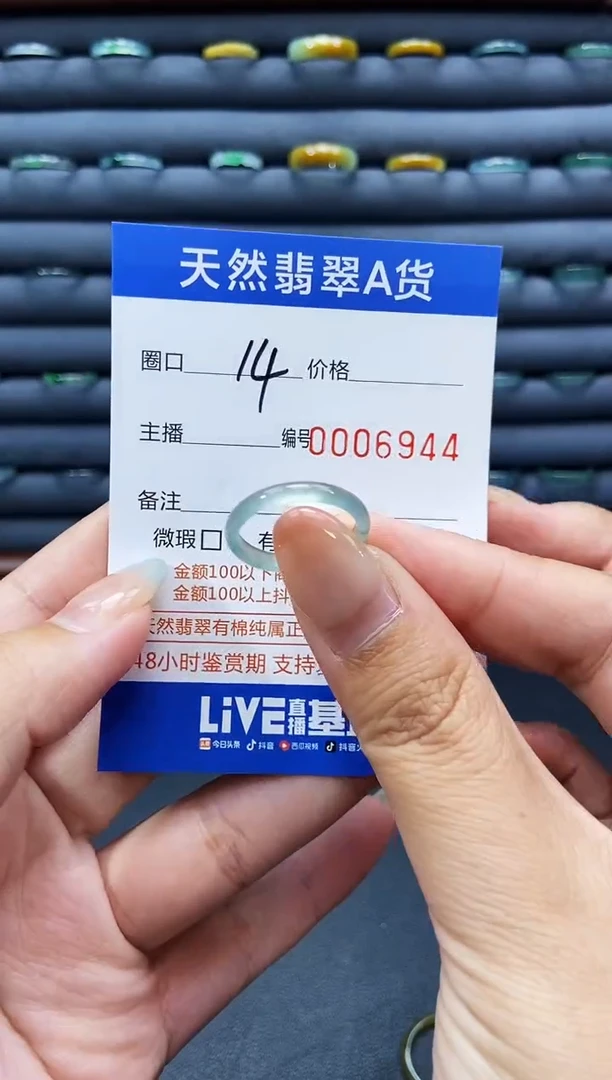 天然翡翠A货
圈口 14 价格
主播 编号0006944
备注
微瑕 有
金额100以下
金额100以上抖
天然翡翠有棉纯属正
48小时鉴赏期 支持
LiVE直播基
今日头条 抖音 西瓜视频 抖音火